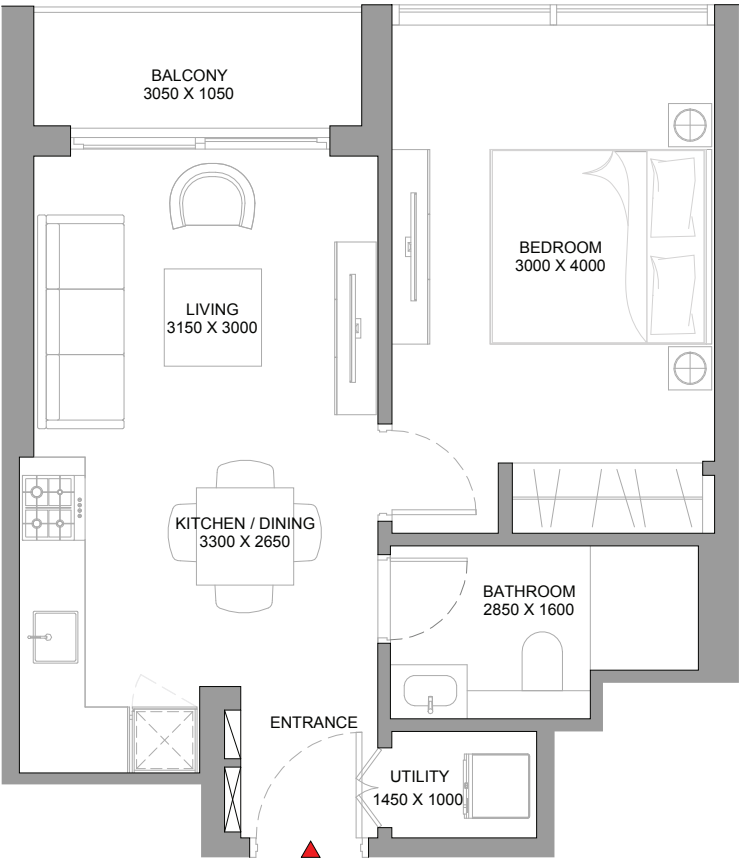 BALCONY
3050 X 1050
BEDROOM
3000 X 4000
LIVING
3150 X 3000
KITCHEN / DINING
3300 X 2650
BATHROOM
2850 X 1600
ENTRANCE
UTILITY
1450 X 1000